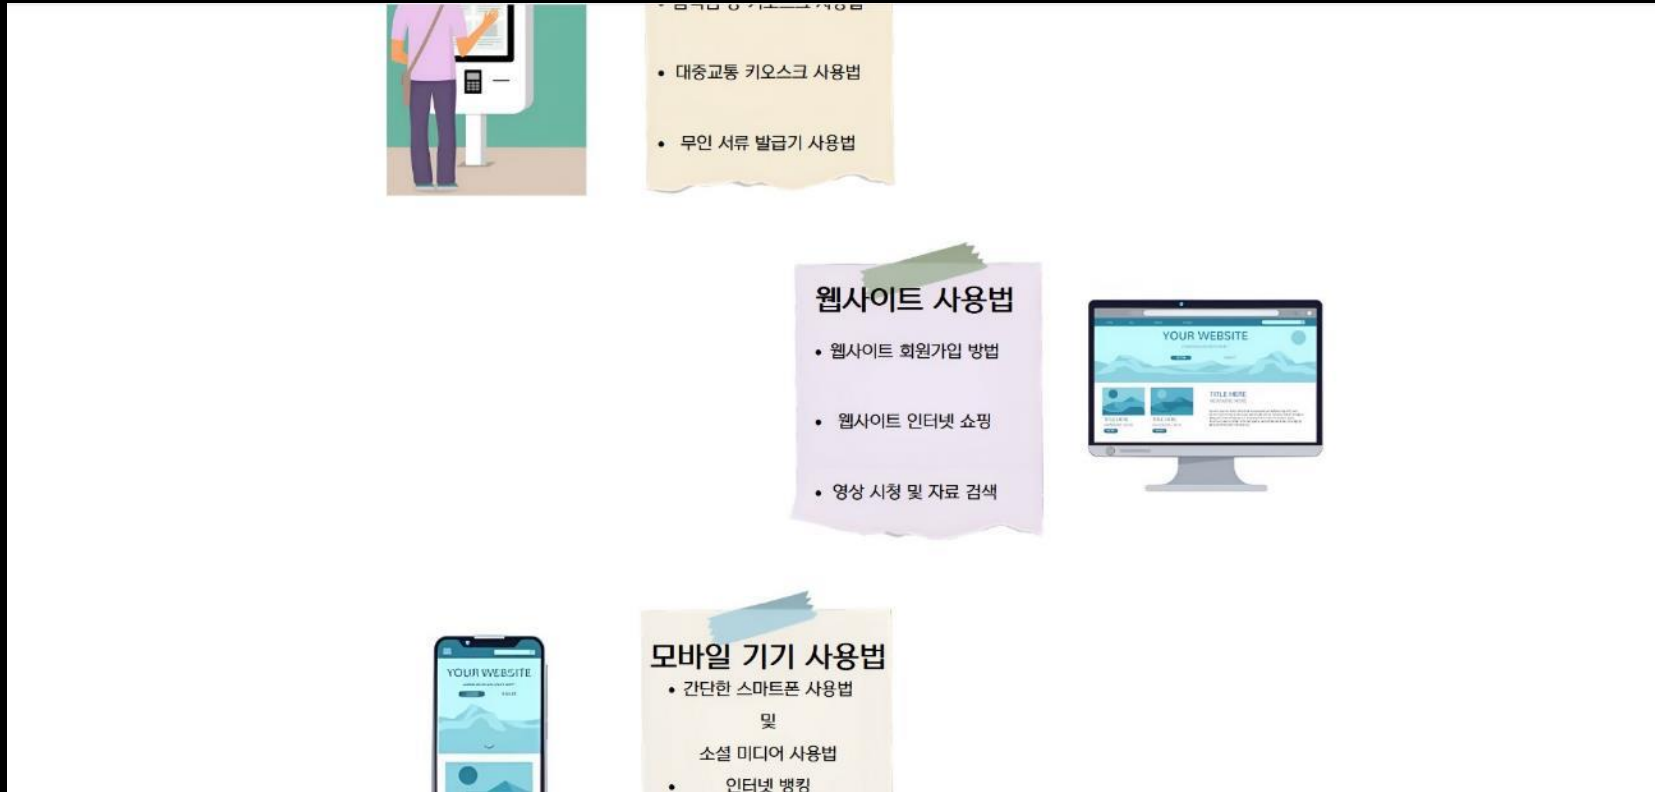 • 대중교통 키오스크 사용법
• 무인 서류 발급기 사용법
웹사이트 사용법
• 웹사이트 회원가입 방법
• 웹사이트 인터넷 쇼핑
• 영상 시청 및 자료 검색
YOUR WEBSITE
TITLE HERE
모바일 기기 사용법
• 간단한 스마트폰 사용법
및
소셜 미디어 사용법
• 인터넷 뱅킹
YOUR WEBSITE